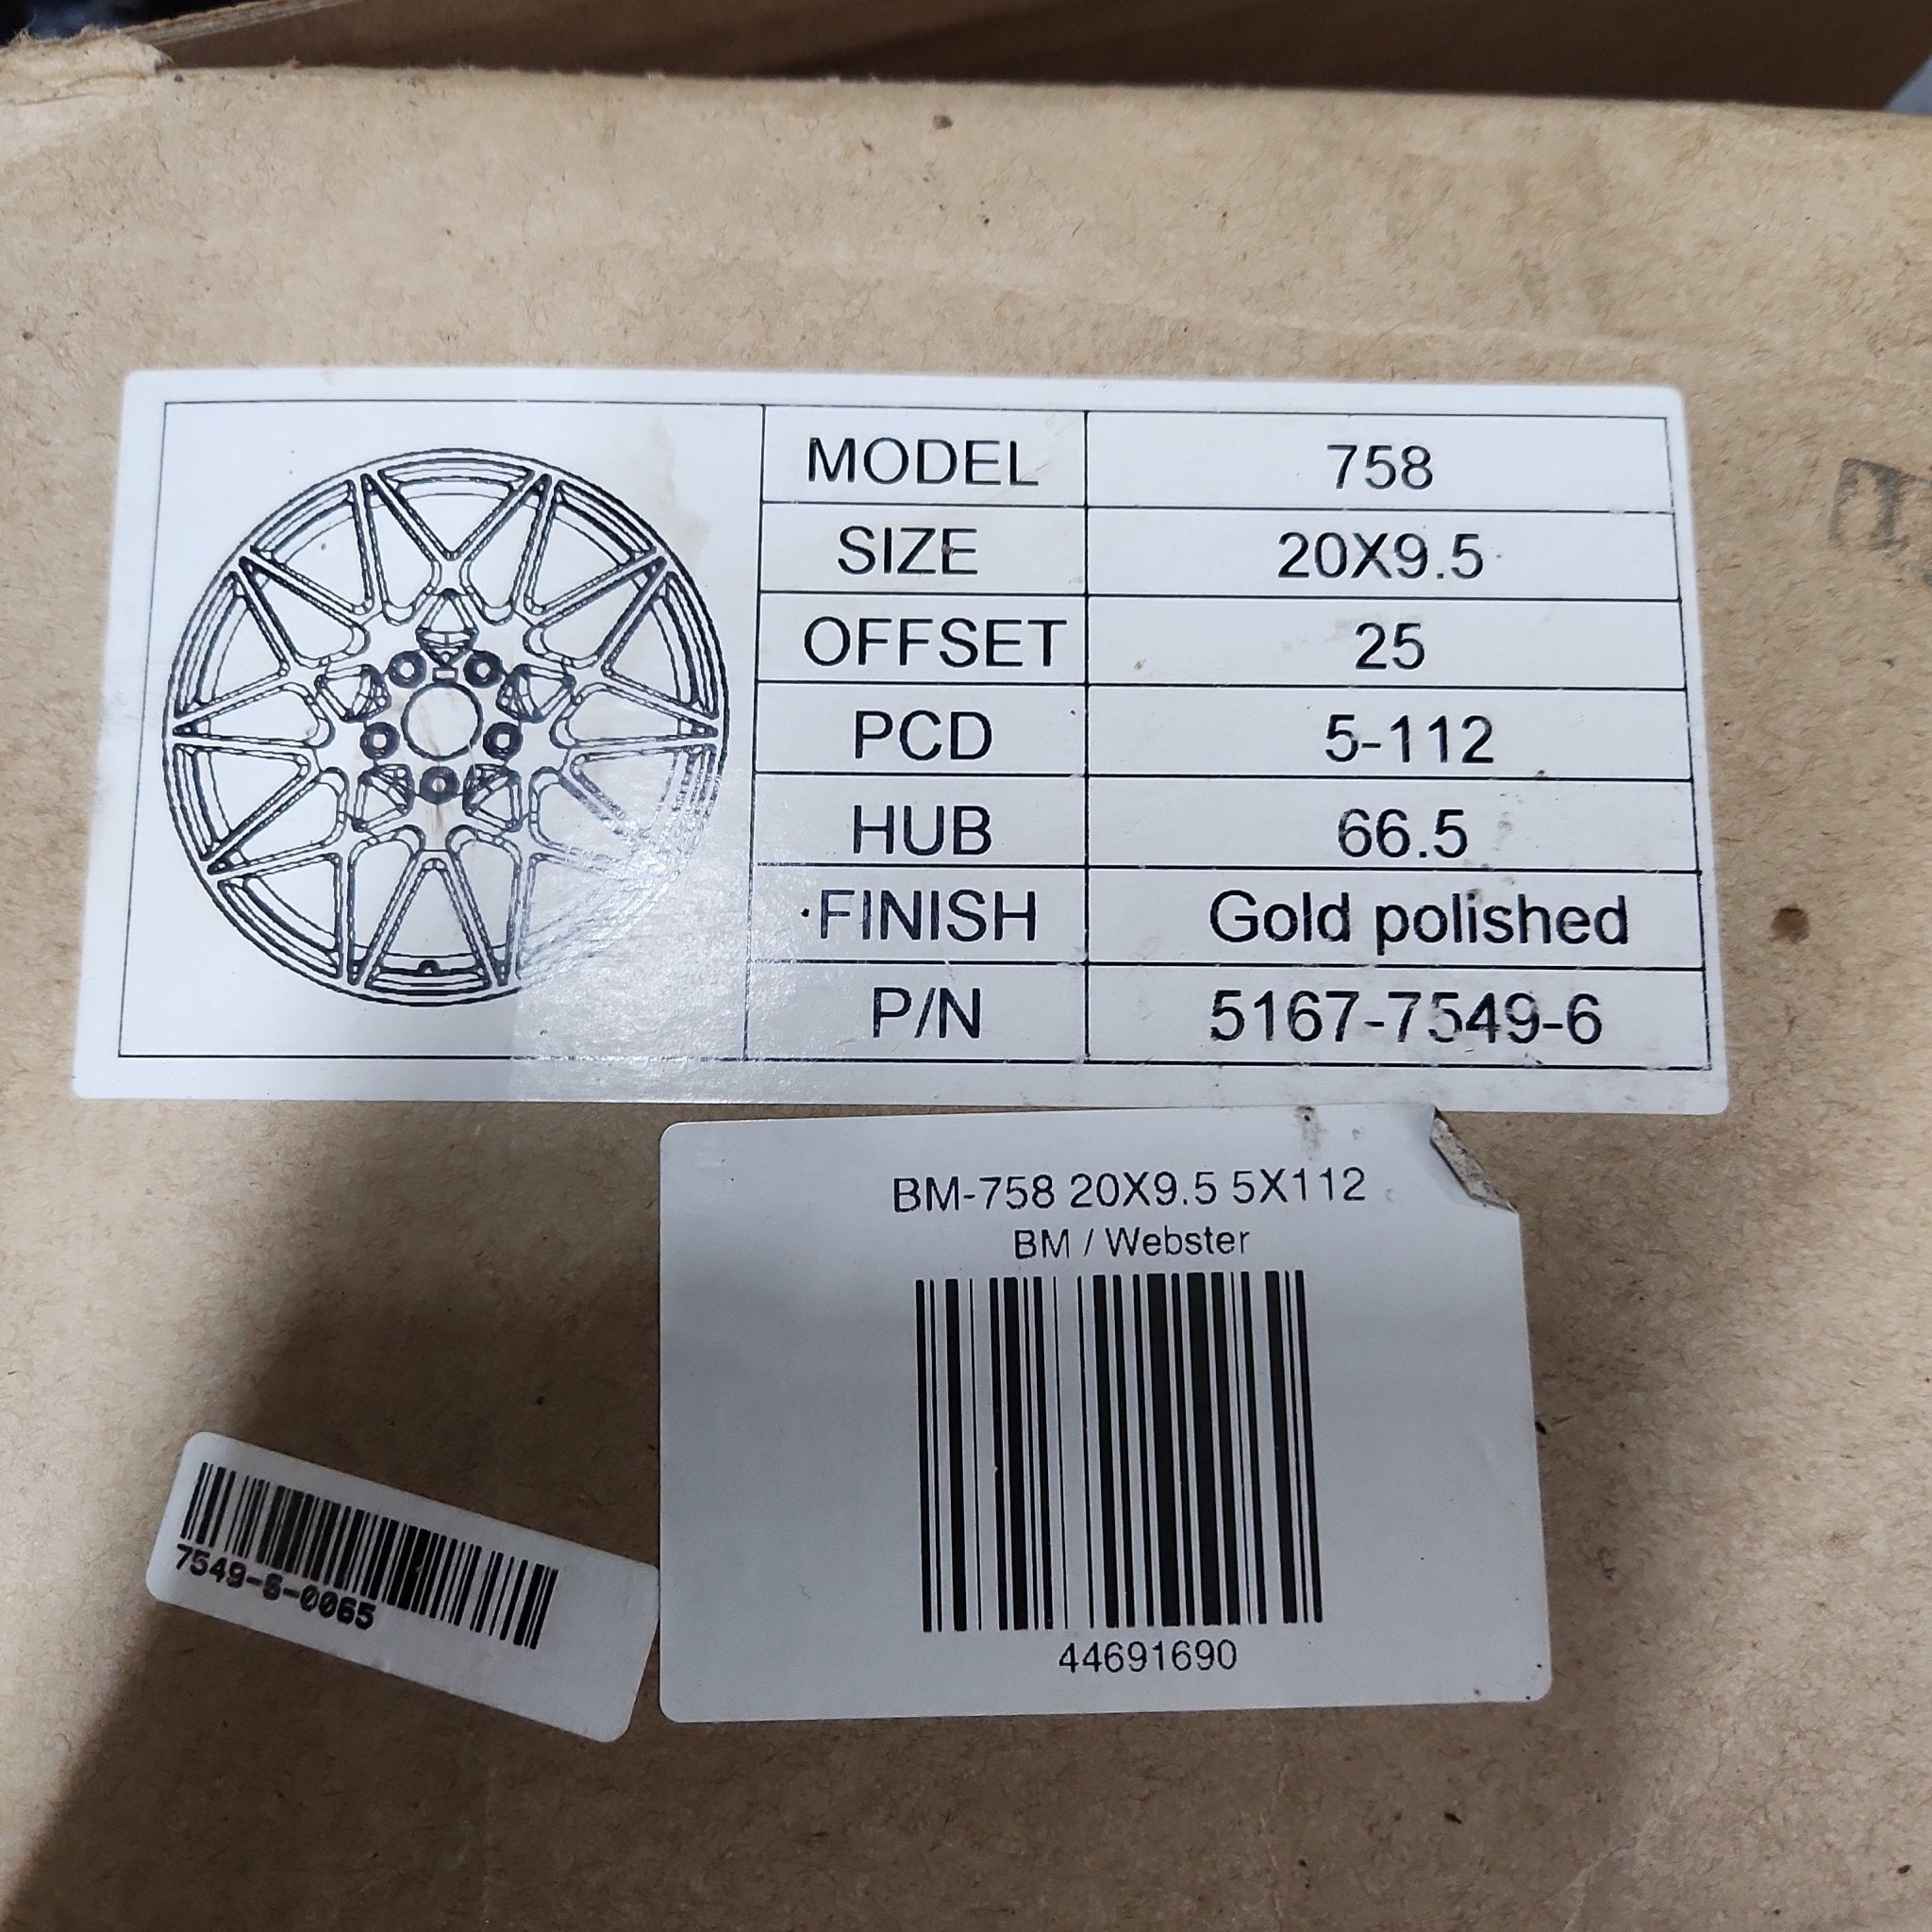 MODEL 758
SIZE 20X9.5
OFFSET 25
PCD 5-112
HUB 66.5
FINISH Gold polished
P/N 5167-7549-6
BM-758 20X9.5 5X112
BM / Webster
44691690
7549-6-0065